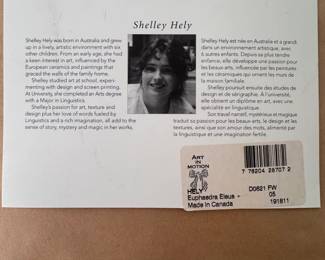 Shelley Hely
Shelley Hely was born in Australia and grew
up in a lively, artistic environment with six
other children. From an early age, she had
a keen interest in art, influenced by the
European ceramics and paintings that
graced the walls of the family home.
Shelley studied art at school, experi-
menting with design and screen printing.
At University, she completed an Arts degree
with a Major in Linguistics.
Shelley's passion for art, texture and
design plus her love of words fuelled by
Linguistics and a rich imagination, all add to the
sense of story, mystery and magic in her works.
Shelley Hely est née en Australie et a grandi
dans un environnement artistique, avec
6 autres enfants. Depuis sa plus tendre
enfance, elle développe une passion pour
les beaux arts, influencée par les peintures
et les céramiques qui ornent les murs de
la maison familiale.
Shelley poursuit ensuite des études de
design et de sérigraphie. À l'université,
elle obtient un diplôme en art, avec une
spécialité en linguistique.
Son travail narratif, mystérieux et magique
traduit sa passion pour les beaux-arts, le design et les
textures, ainsi que son amour des mots, alimenté par
la linguistique et une imagination fertile.
ART
IN
MOTION
7 78204 28707 2
HELY
D0621 FW
Euphaedra Eleus -
05
Made In Canada
191811